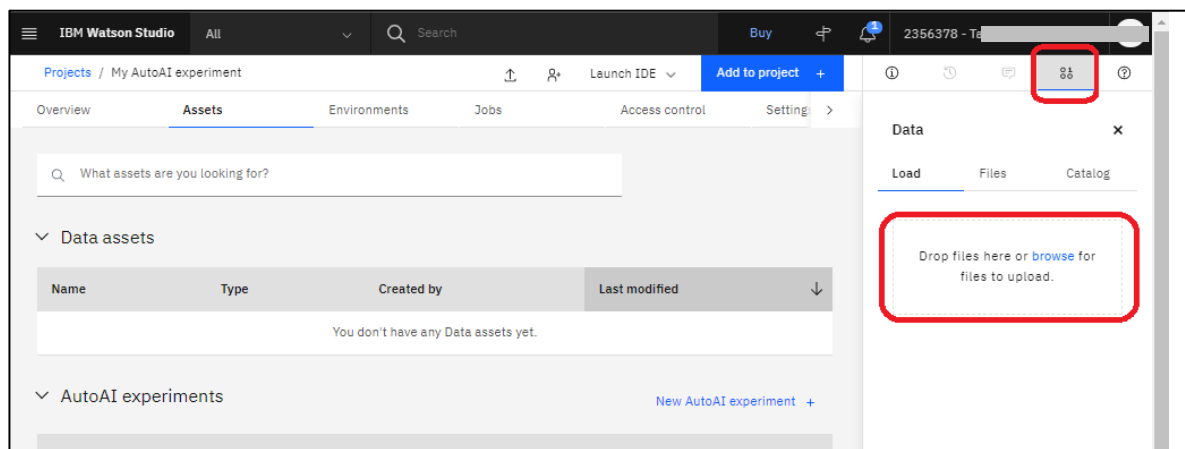 IBM Watson Studio All Search Buy 1 2356378 - Ta
Projects / My AutoAI experiment Launch IDE Add to project +
Overview Assets Environments Jobs Access control Setting
Data
Load Files Catalog
What assets are you looking for?
Data assets
Drop files here or browse for
files to upload.
Name Type Created by Last modified
You don't have any Data assets yet.
AutoAI experiments New AutoAI experiment +